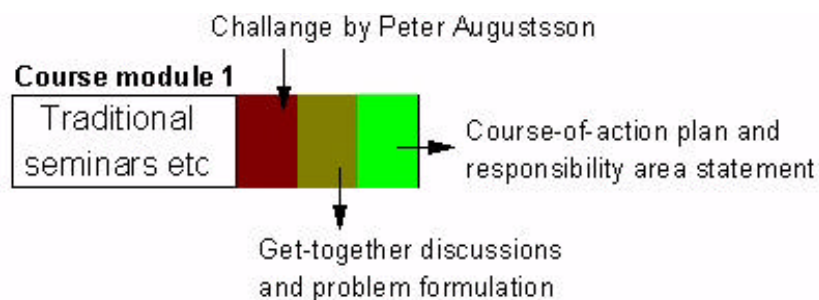 Challange by Peter Augustsson
Course module 1
Traditional
seminars etc
Course-of-action plan and
responsibility area statement
Get-together discussions
and problem formulation